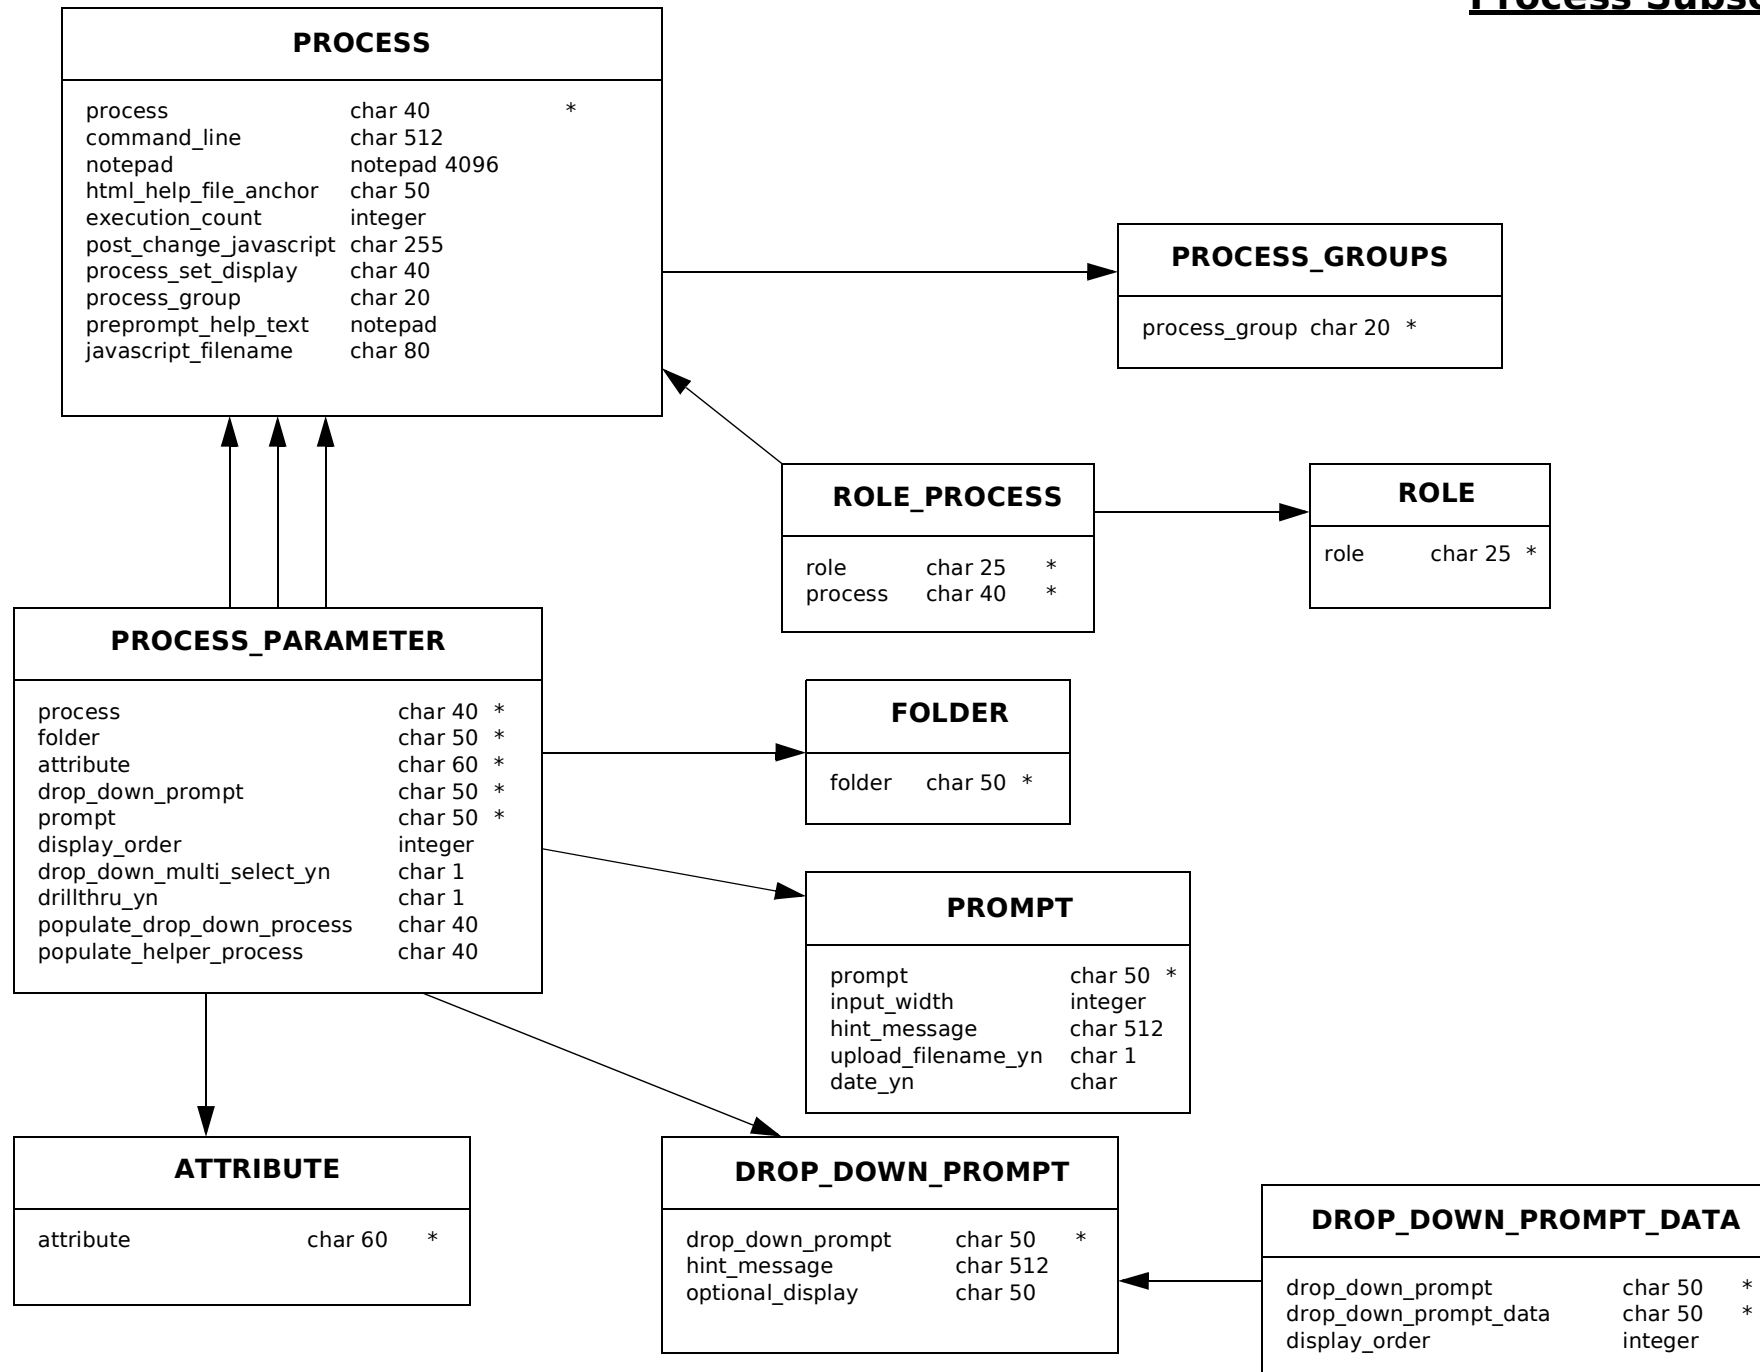 Process
PROCESS
process char 40 *
command_line char 512
notepad notepad 4096
html_help_file_anchor char 50
execution_count integer
post_change_javascript char 255
process_set_display char 40
process_group char 20
preprompt_help_text notepad
javascript_filename char 80
PROCESS_GROUPS
process_group char 20 *
ROLE_PROCESS
role char 25 *
process char 40 *
ROLE
role char 25 *
PROCESS_PARAMETER
process char 40 *
folder char 50 *
attribute char 60 *
drop_down_prompt char 50 *
prompt char 50 *
display_order integer
drop_down_multi_select_yn char 1
drillthru_yn char 1
populate_drop_down_process char 40
populate_helper_process char 40
FOLDER
folder char 50 *
PROMPT
prompt char 50 *
input_width integer
hint_message char 512
upload_filename_yn char 1
date_yn char
ATTRIBUTE
attribute char 60 *
DROP_DOWN_PROMPT
drop_down_prompt char 50 *
hint_message char 512
optional_display char 50
DROP_DOWN_PROMPT_DATA
drop_down_prompt char 50 *
drop_down_prompt_data char 50 *
display_order integer